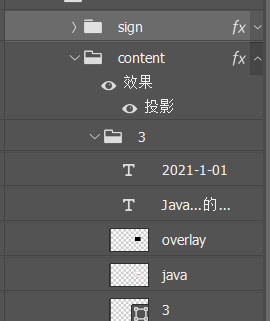 sign fx
content fx
效果
投影
3
2021-1-01
Java...的...
overlay
java
3